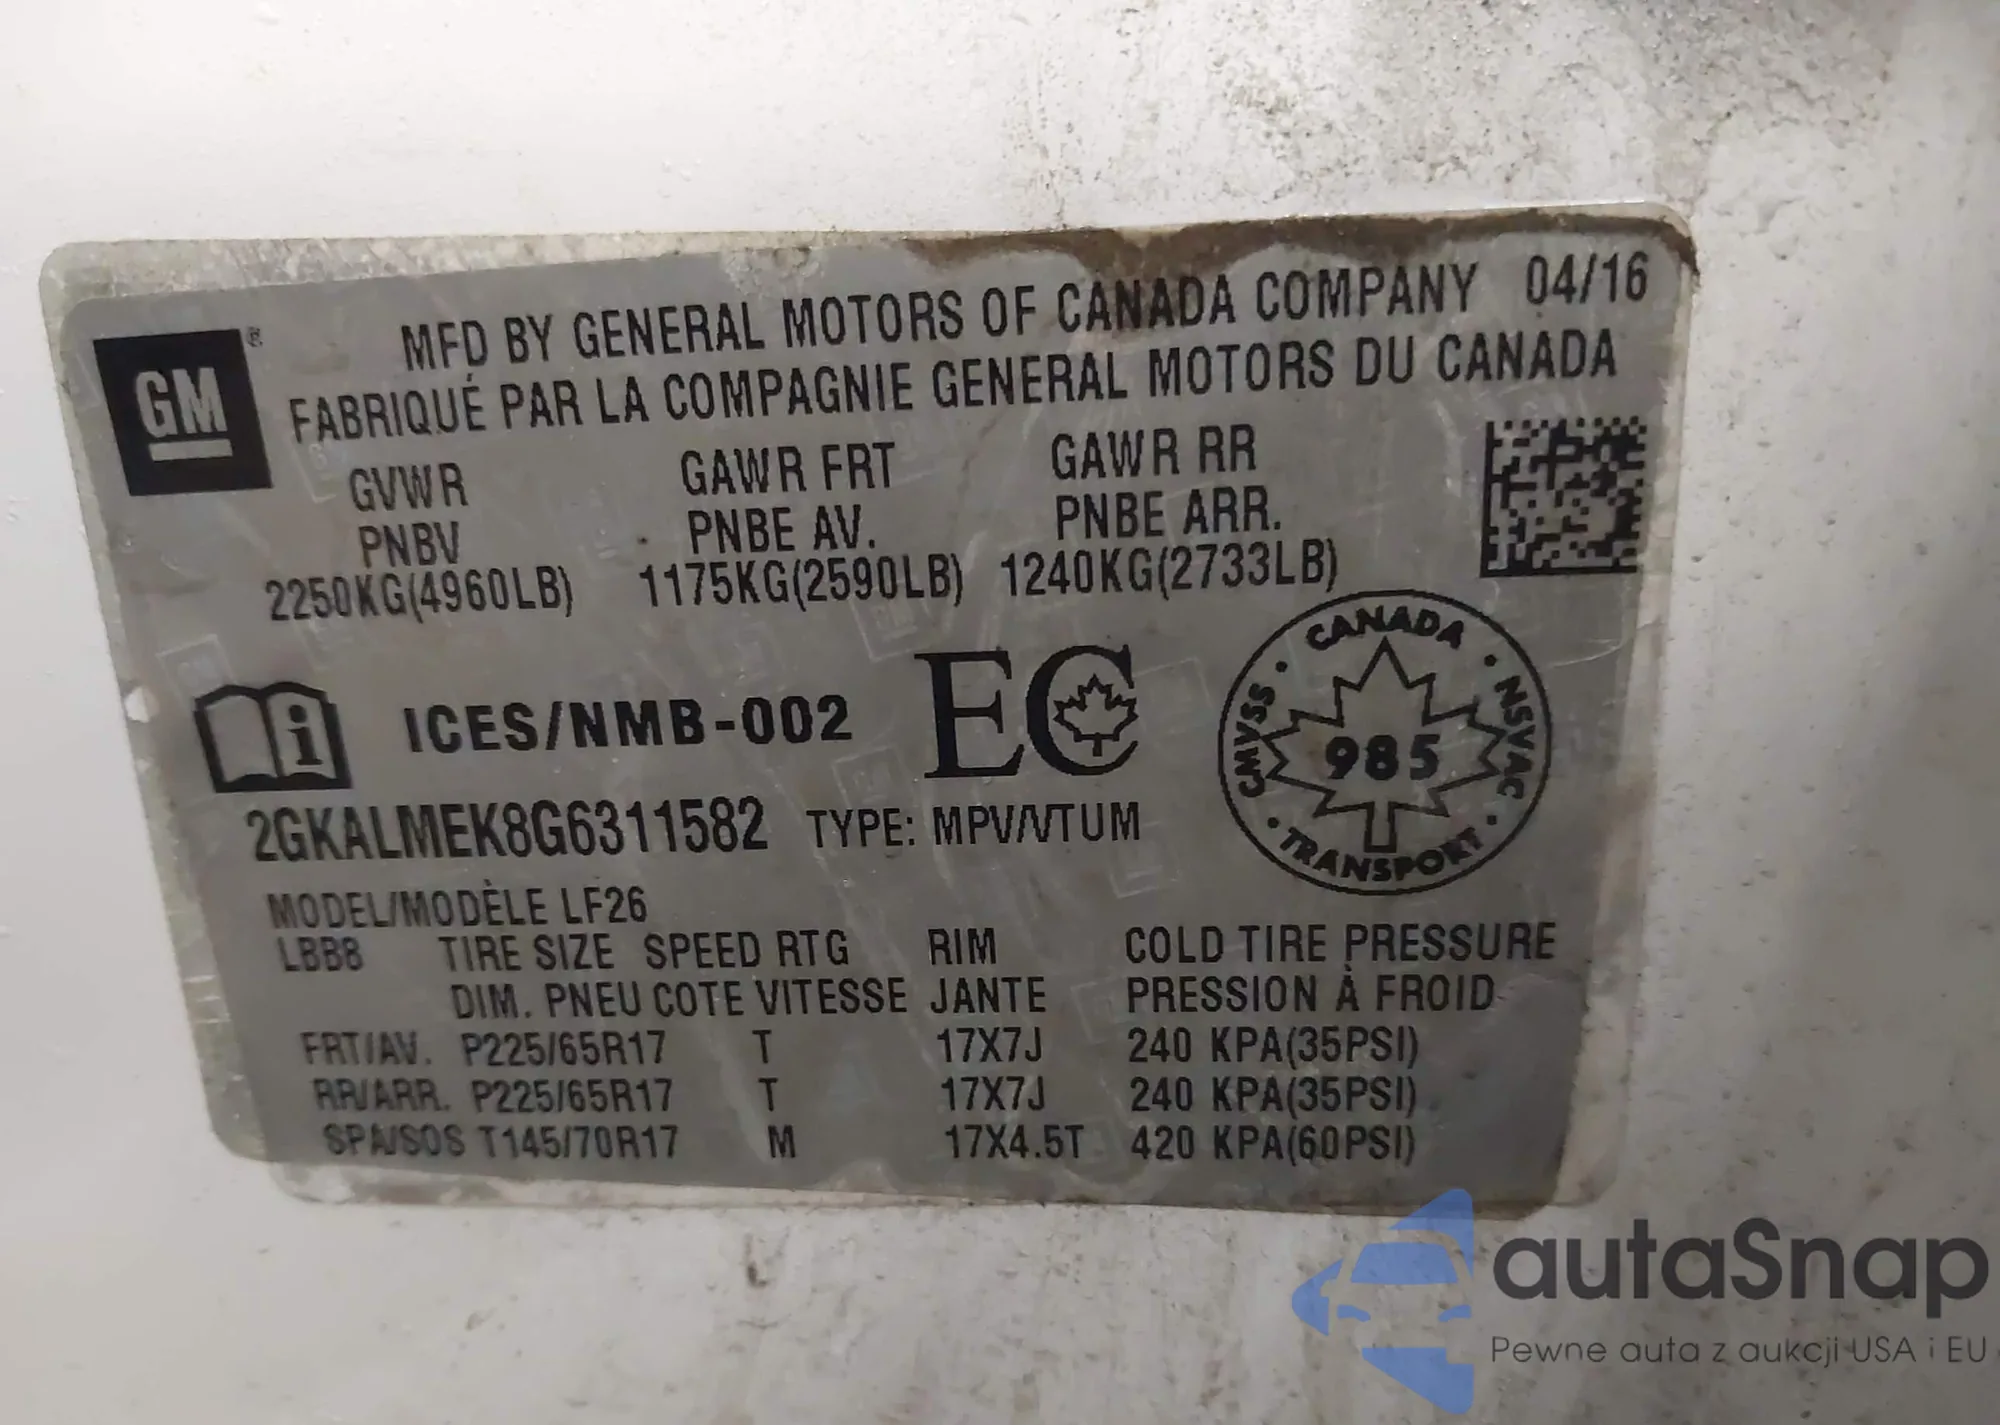 GM ®
MFD BY GENERAL MOTORS OF CANADA COMPANY 04/16
FABRIQUÉ PAR LA COMPAGNIE GENERAL MOTORS DU CANADA
GVWR GAWR FRT GAWR RR
PNBV PNBE AV. PNBE ARR.
2250KG(4960LB) 1175KG(2590LB) 1240KG(2733LB)
i ICES/NMB-002 EC
CANADA • NSVAC • TRANSPORT • CMVSS •
985
2GKALMEK8G6311582 TYPE: MPV/VTUM
MODEL/MODÈLE LF26
LBB8 TIRE SIZE SPEED RTG RIM COLD TIRE PRESSURE
DIM. PNEU COTE VITESSE JANTE PRESSION À FROID
FRT/AV. P225/65R17 T 17X7J 240 KPA(35PSI)
RR/ARR. P225/65R17 T 17X7J 240 KPA(35PSI)
SPA/SOS T145/70R17 M 17X4.5T 420 KPA(60PSI)
autaSnap
Pewne auta z aukcji USA i EU